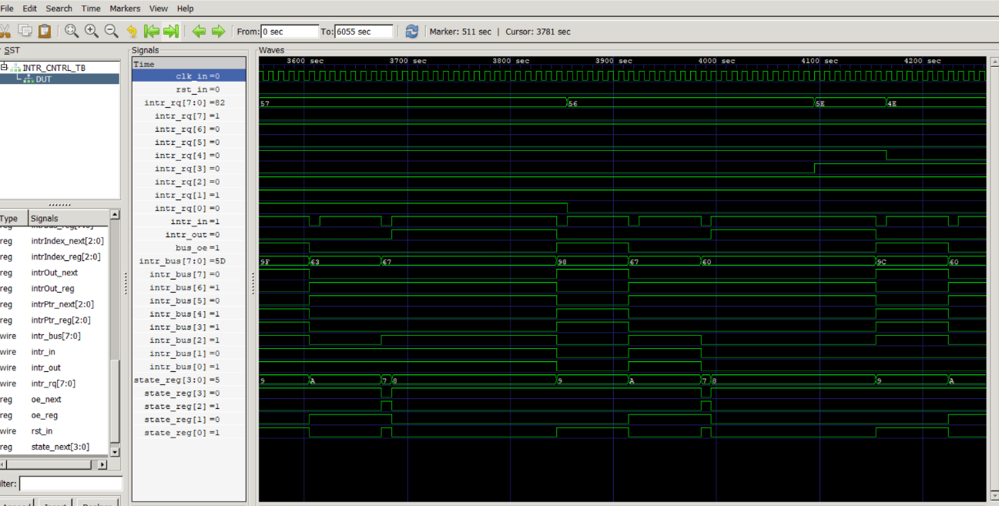 File Edit Search Time Markers View Help
From: 0 sec To: 6055 sec Marker: 511 sec | Cursor: 3781 sec
SST
INTR_CNTRL_TB
DUT
Type Signals
reg intrIndex_next[2:0]
reg intrIndex_reg[2:0]
reg intrOut_next
reg intrOut_reg
reg intrPtr_next[2:0]
reg intrPtr_reg[2:0]
wire intr_bus[7:0]
wire intr_in
wire intr_out
wire intr_rq[7:0]
reg oe_next
reg oe_reg
wire rst_in
reg state_next[3:0]
Signals
Time
clk_in =0
rst_in =0
intr_rq[7:0] =82
intr_rq[7] =1
intr_rq[6] =0
intr_rq[5] =0
intr_rq[4] =0
intr_rq[3] =0
intr_rq[2] =0
intr_rq[1] =1
intr_rq[0] =0
intr_in =1
intr_out =0
bus_oe =1
intr_bus[7:0] =5D
intr_bus[7] =0
intr_bus[6] =1
intr_bus[5] =0
intr_bus[4] =1
intr_bus[3] =1
intr_bus[2] =1
intr_bus[1] =0
intr_bus[0] =1
state_reg[3:0] =5
state_reg[3] =0
state_reg[2] =1
state_reg[1] =0
state_reg[0] =1
Waves
3600 sec 3700 sec 3800 sec 3900 sec 4000 sec 4100 sec 4200 sec
57 56 5E 4E
9F 63 67 98 67 60 9C 60
9 A 7 8 9 A 7 8 9 A